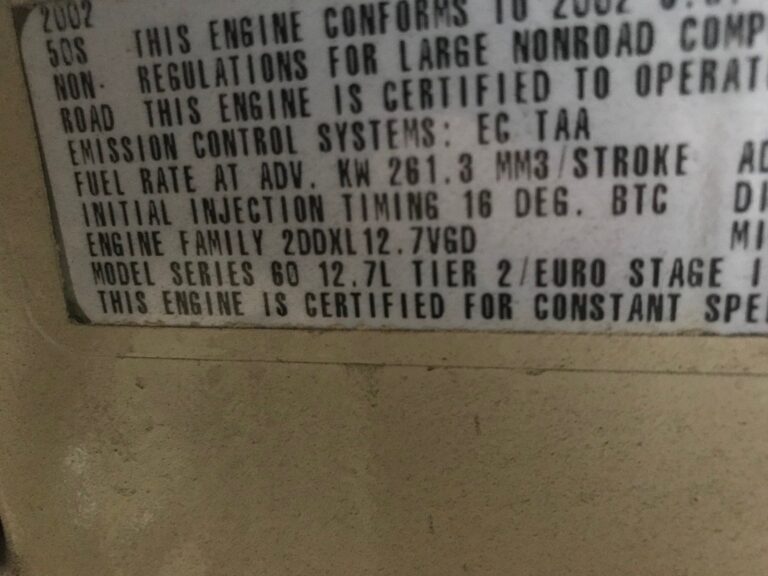 2002
50S THIS ENGINE CONFORMS TO 2002 U.S.
NON- REGULATIONS FOR LARGE NONROAD COMP
ROAD THIS ENGINE IS CERTIFIED TO OPERAT
EMISSION CONTROL SYSTEMS: EC TAA
FUEL RATE AT ADV. KW 261.3 MM3/STROKE AD
INITIAL INJECTION TIMING 16 DEG. BTC DI
ENGINE FAMILY 2DDXL12.7VGD MI
MODEL SERIES 60 12.7L TIER 2/EURO STAGE I
THIS ENGINE IS CERTIFIED FOR CONSTANT SPE